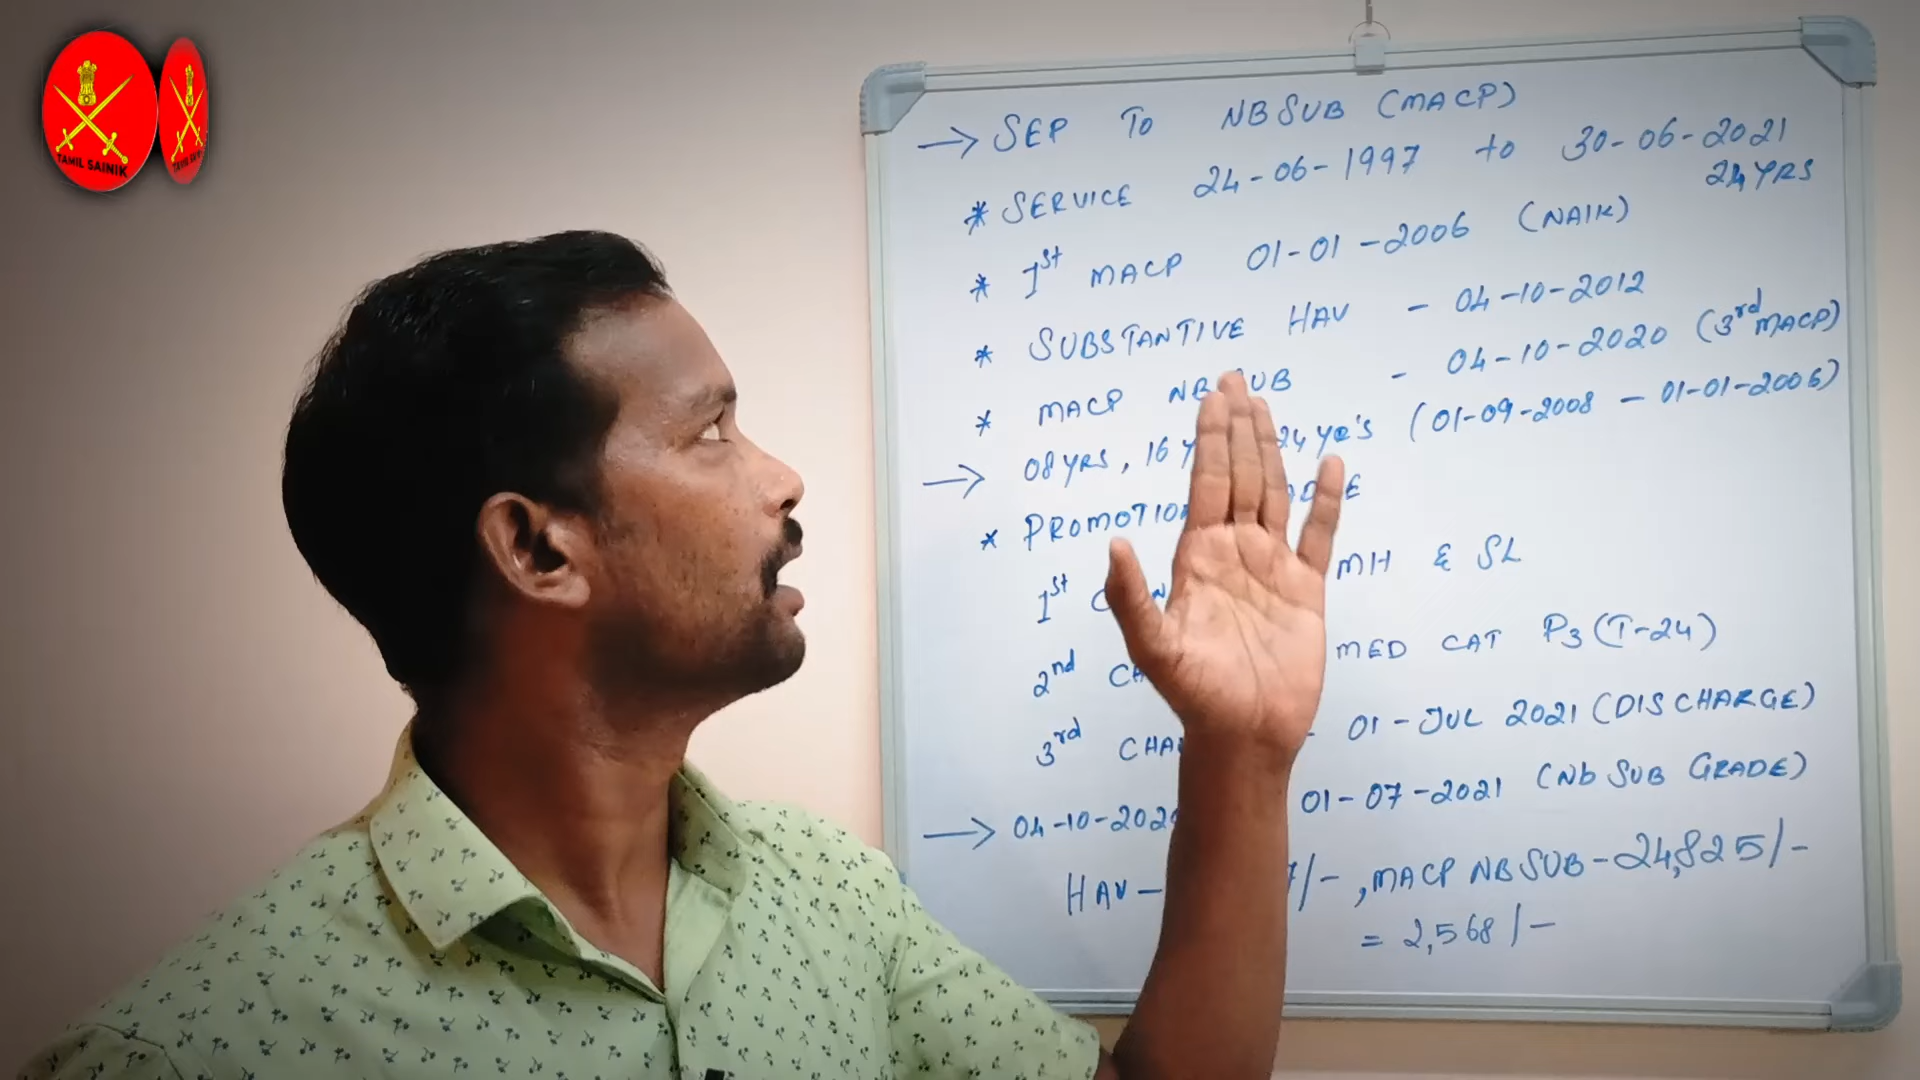 TAMIL SAINIK
→ SEP To NBSUB (MACP)
* SERVICE 24-06-1997 to 30-06-2021
24 YRS
* 1st MACP 01-01-2006 (NAIK)
* SUBSTANTIVE HAV - 04-10-2012
* MACP NB SUB - 04-10-2020 (3rd MACP)
→ 08 YRS, 16 24 YR'S (01-09-2008 - 01-01-2006)
* PROMOTION
1st MH & SL
2nd MED CAT P3 (T-24)
3rd - 01-JUL 2021 (DISCHARGE)
→ 04-10-2020 01-07-2021 (Nb SUB GRADE)
HAV- 7/-, MACP NB SUB-24,825/-
= 2,568/-